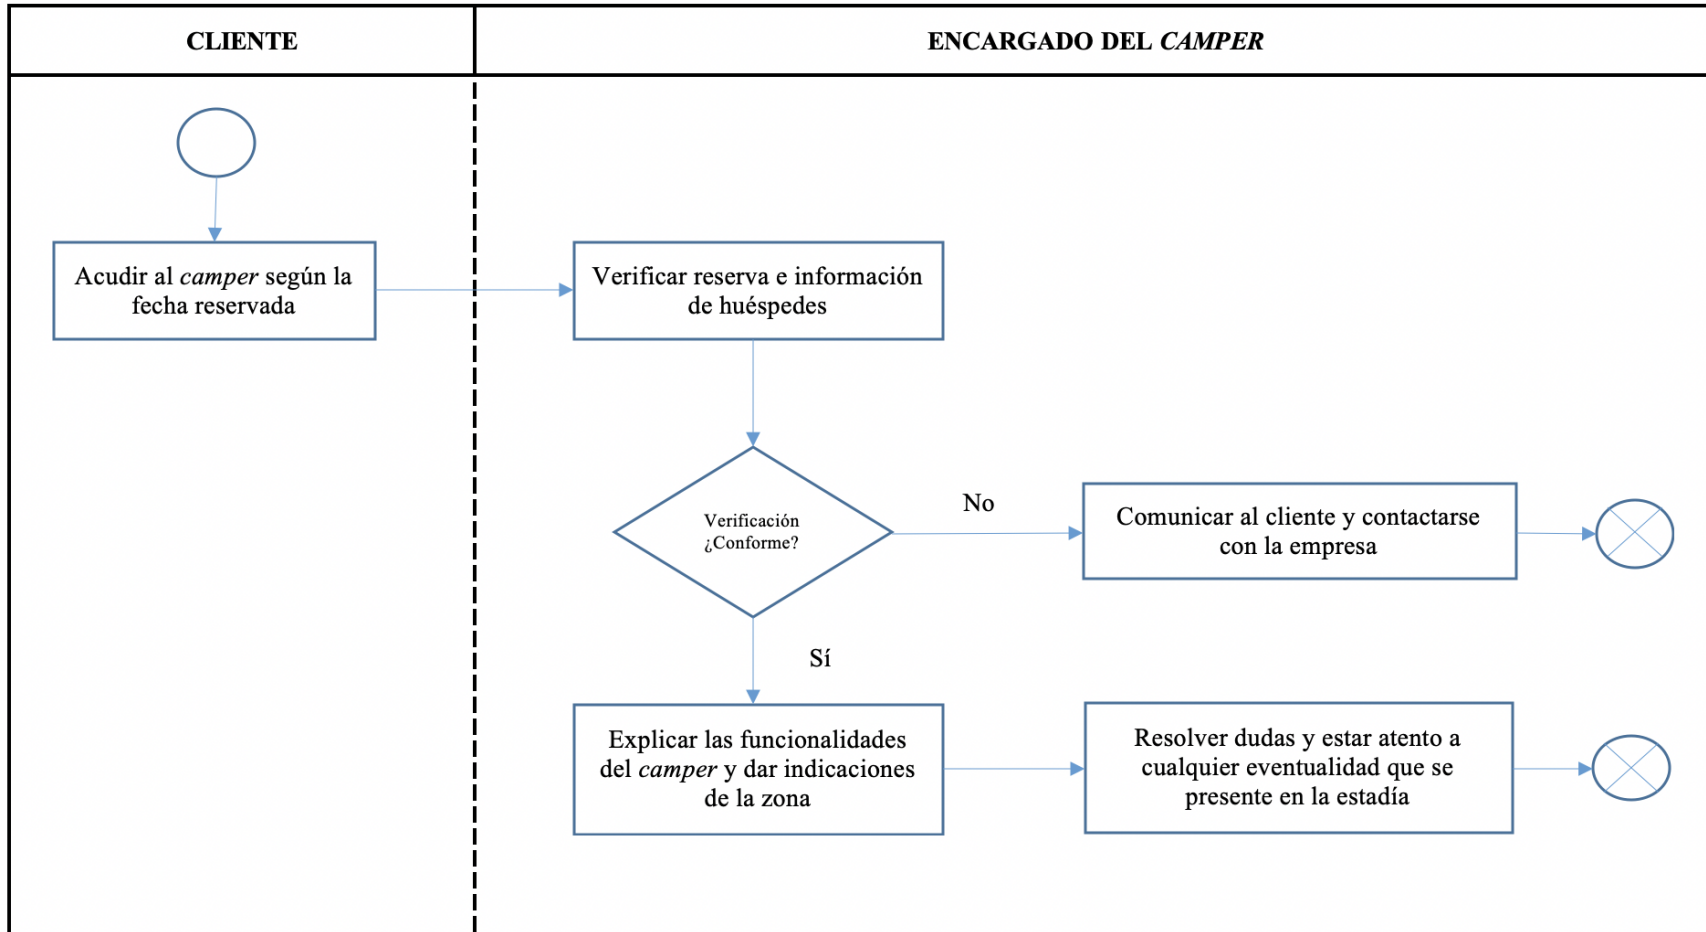 CLIENTE
ENCARGADO DEL CAMPER
Acudir al camper según la
fecha reservada
Verificar reserva e información
de huéspedes
Verificación
¿Conforme?
No
Comunicar al cliente y contactarse
con la empresa
Sí
Explicar las funcionalidades
del camper y dar indicaciones
de la zona
Resolver dudas y estar atento a
cualquier eventualidad que se
presente en la estadía